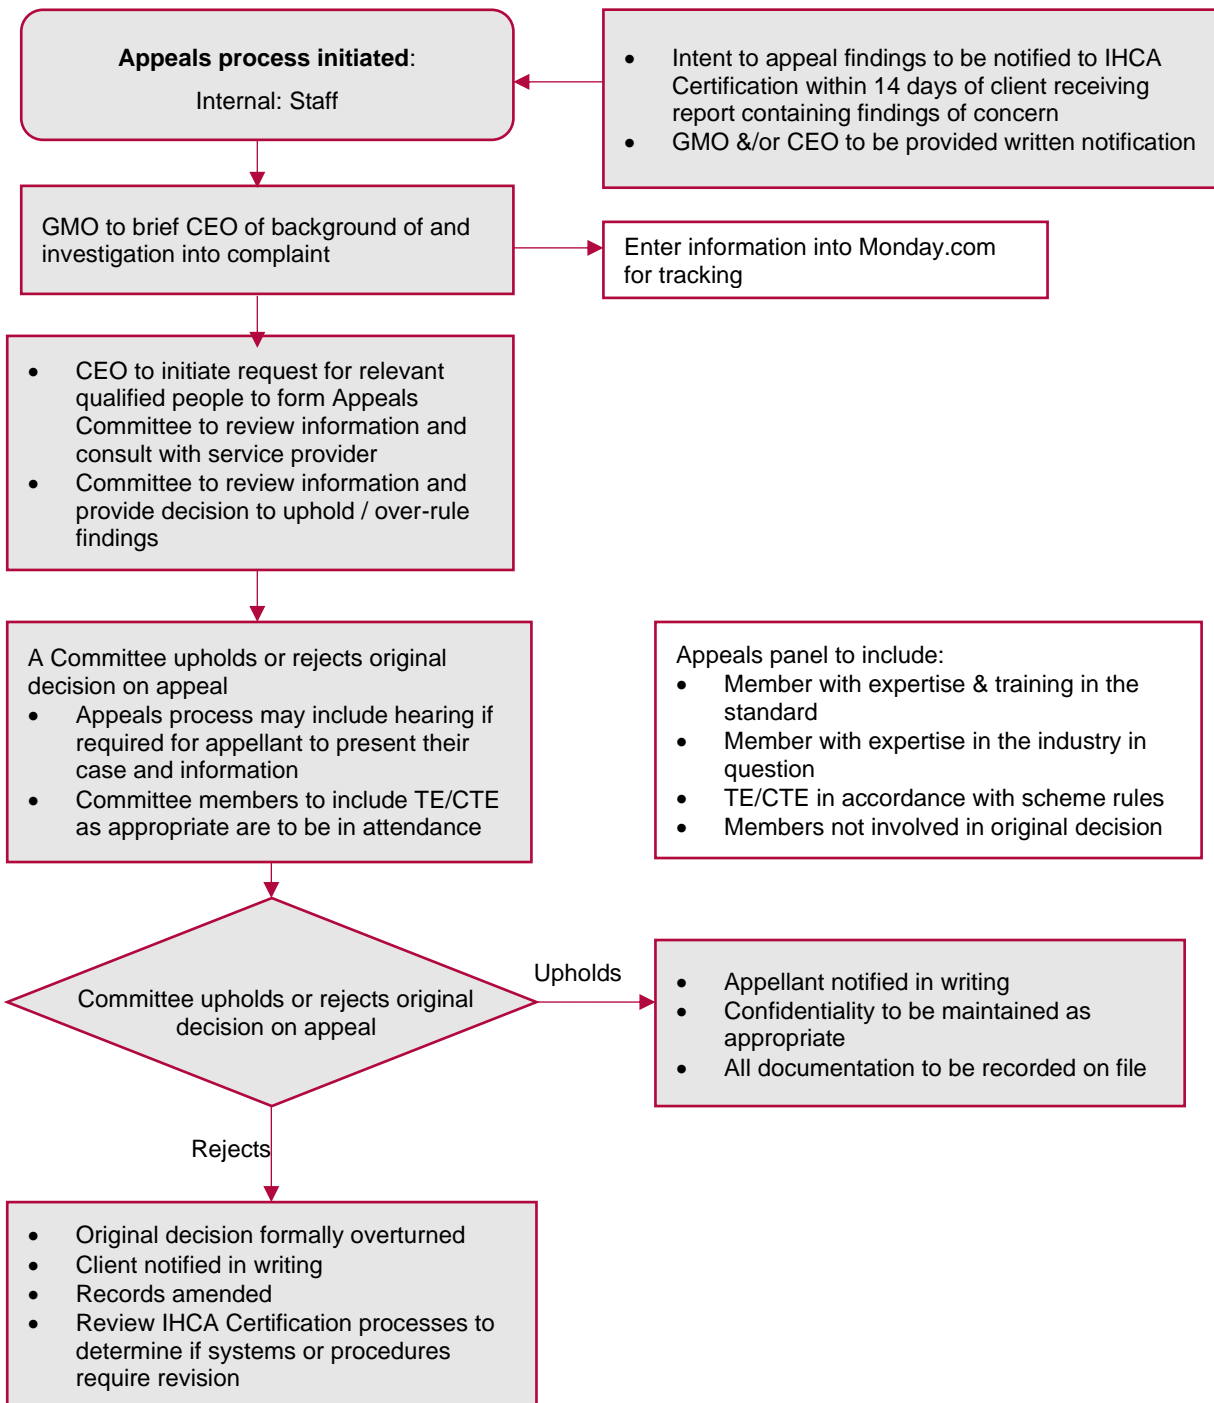 Appeals process initiated:
Internal: Staff
• Intent to appeal findings to be notified to IHCA
Certification within 14 days of client receiving
report containing findings of concern
• GMO &/or CEO to be provided written notification
GMO to brief CEO of background of and
investigation into complaint
Enter information into Monday.com
for tracking
• CEO to initiate request for relevant
qualified people to form Appeals
Committee to review information and
consult with service provider
• Committee to review information and
provide decision to uphold / over-rule
findings
A Committee upholds or rejects original
decision on appeal
• Appeals process may include hearing if
required for appellant to present their
case and information
• Committee members to include TE/CTE
as appropriate are to be in attendance
Appeals panel to include:
• Member with expertise & training in the
standard
• Member with expertise in the industry in
question
• TE/CTE in accordance with scheme rules
• Members not involved in original decision
Committee upholds or rejects original
decision on appeal
Upholds
• Appellant notified in writing
• Confidentiality to be maintained as
appropriate
• All documentation to be recorded on file
Rejects
• Original decision formally overturned
• Client notified in writing
• Records amended
• Review IHCA Certification processes to
determine if systems or procedures
require revision